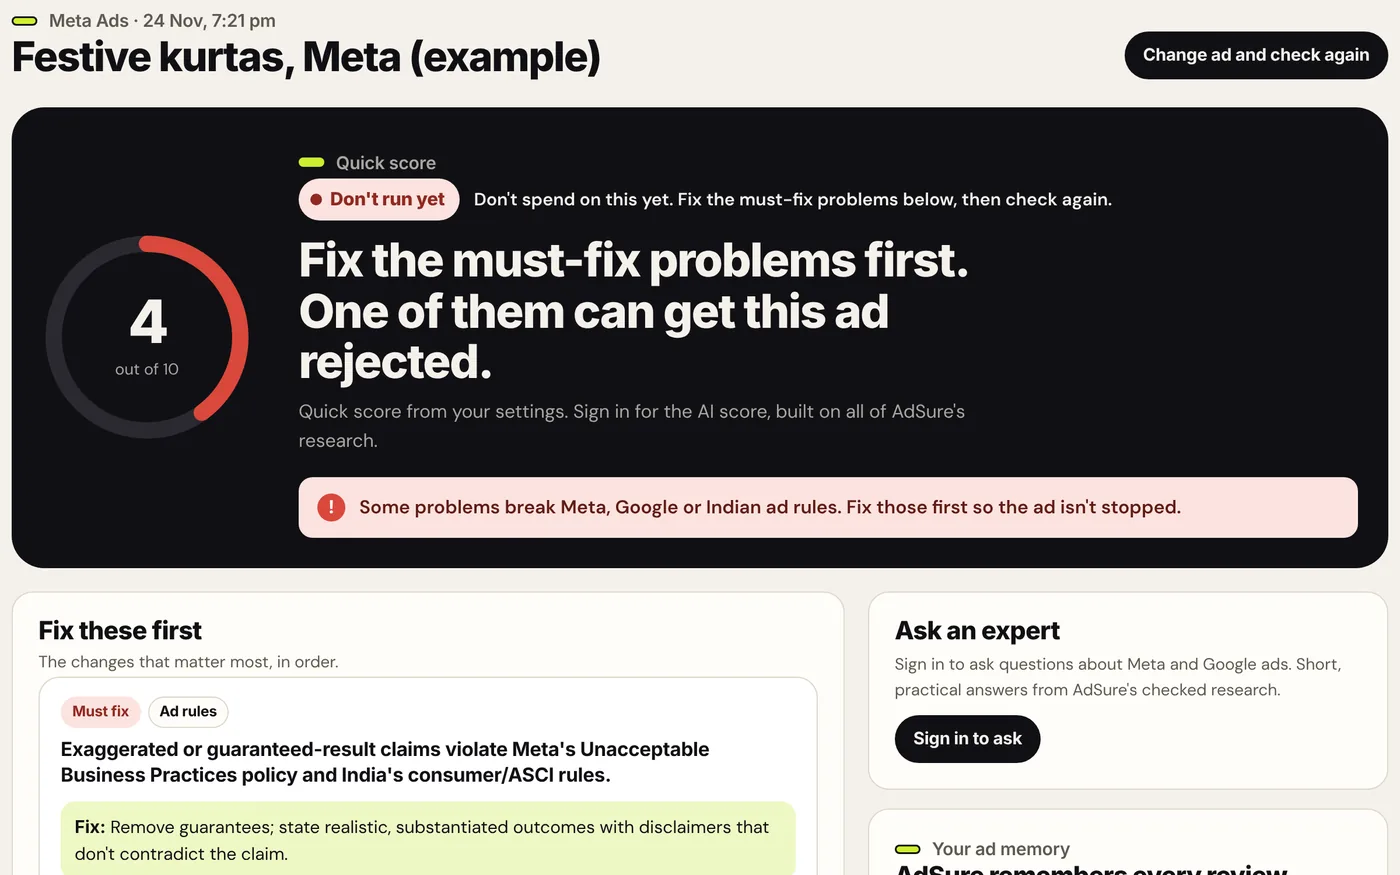 Meta Ads · 24 Nov, 7:21 pm
Festive kurtas, Meta (example)
Change ad and check again
Quick score
Don't run yet
Don't spend on this yet. Fix the must-fix problems below, then check again.
4
out of 10
Fix the must-fix problems first.
One of them can get this ad
rejected.
Quick score from your settings. Sign in for the AI score, built on all of AdSure's
research.
! Some problems break Meta, Google or Indian ad rules. Fix those first so the ad isn't stopped.
Fix these first
The changes that matter most, in order.
Must fix
Ad rules
Exaggerated or guaranteed-result claims violate Meta's Unacceptable
Business Practices policy and India's consumer/ASCI rules.
Fix: Remove guarantees; state realistic, substantiated outcomes with disclaimers that
don't contradict the claim.
Ask an expert
Sign in to ask questions about Meta and Google ads. Short,
practical answers from AdSure's checked research.
Sign in to ask
Your ad memory
AdSure remembers every review